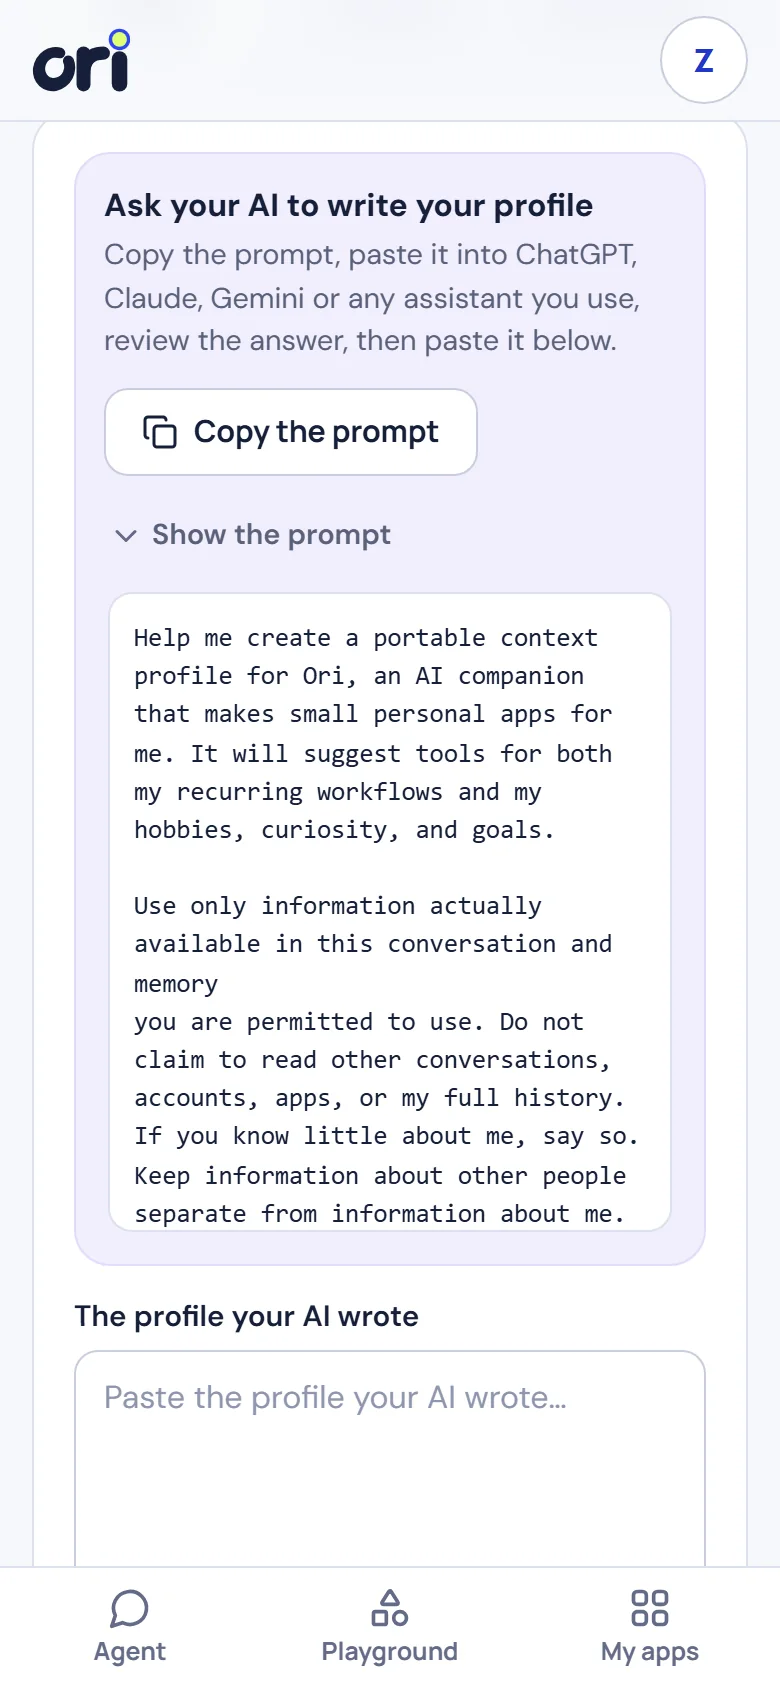 ori
Z
Ask your AI to write your profile
Copy the prompt, paste it into ChatGPT,
Claude, Gemini or any assistant you use,
review the answer, then paste it below.
Copy the prompt
Show the prompt
Help me create a portable context
profile for Ori, an AI companion
that makes small personal apps for
me. It will suggest tools for both
my recurring workflows and my
hobbies, curiosity, and goals.
Use only information actually
available in this conversation and
memory
you are permitted to use. Do not
claim to read other conversations,
accounts, apps, or my full history.
If you know little about me, say so.
Keep information about other people
separate from information about me.
The profile your AI wrote
Paste the profile your AI wrote...
Agent
Playground
My apps